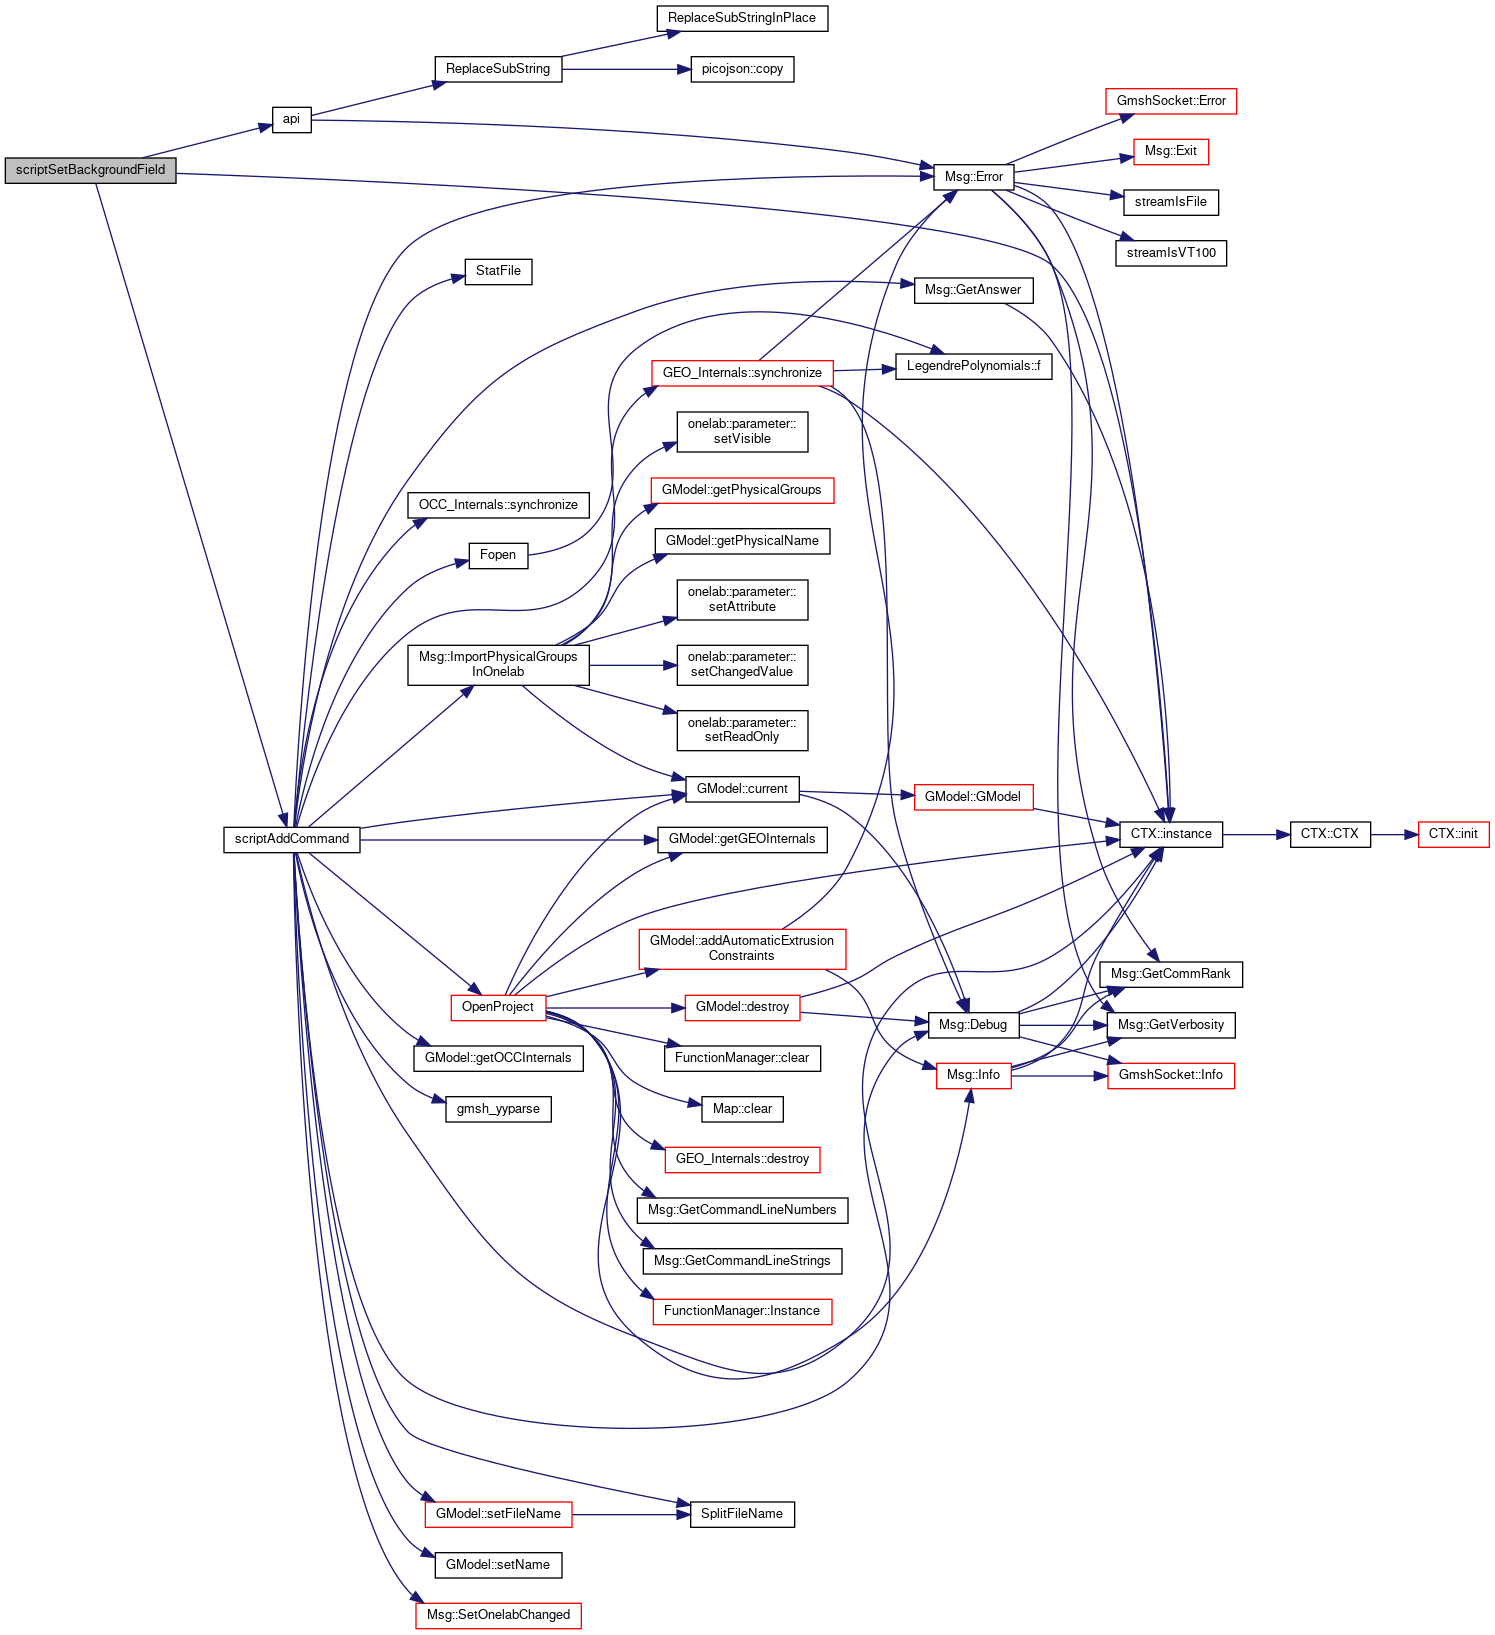 ReplaceSubStringInPlace
ReplaceSubString
picojson::copy
GmshSocket::Error
api
Msg::Exit
scriptSetBackgroundField
Msg::Error
streamIsFile
streamIsVT100
StatFile
Msg::GetAnswer
GEO_Internals::synchronize
LegendrePolynomials::f
onelab::parameter::
setVisible
GModel::getPhysicalGroups
OCC_Internals::synchronize
GModel::getPhysicalName
Fopen
onelab::parameter::
setAttribute
Msg::ImportPhysicalGroups
InOnelab
onelab::parameter::
setChangedValue
onelab::parameter::
setReadOnly
GModel::current
GModel::GModel
scriptAddCommand
GModel::getGEOInternals
CTX::instance
CTX::CTX
CTX::init
GModel::addAutomaticExtrusion
Constraints
Msg::GetCommRank
OpenProject
GModel::destroy
Msg::Debug
Msg::GetVerbosity
GModel::getOCCInternals
FunctionManager::clear
Msg::Info
GmshSocket::Info
gmsh_yyparse
Map::clear
GEO_Internals::destroy
Msg::GetCommandLineNumbers
Msg::GetCommandLineStrings
FunctionManager::Instance
GModel::setFileName
SplitFileName
GModel::setName
Msg::SetOnelabChanged